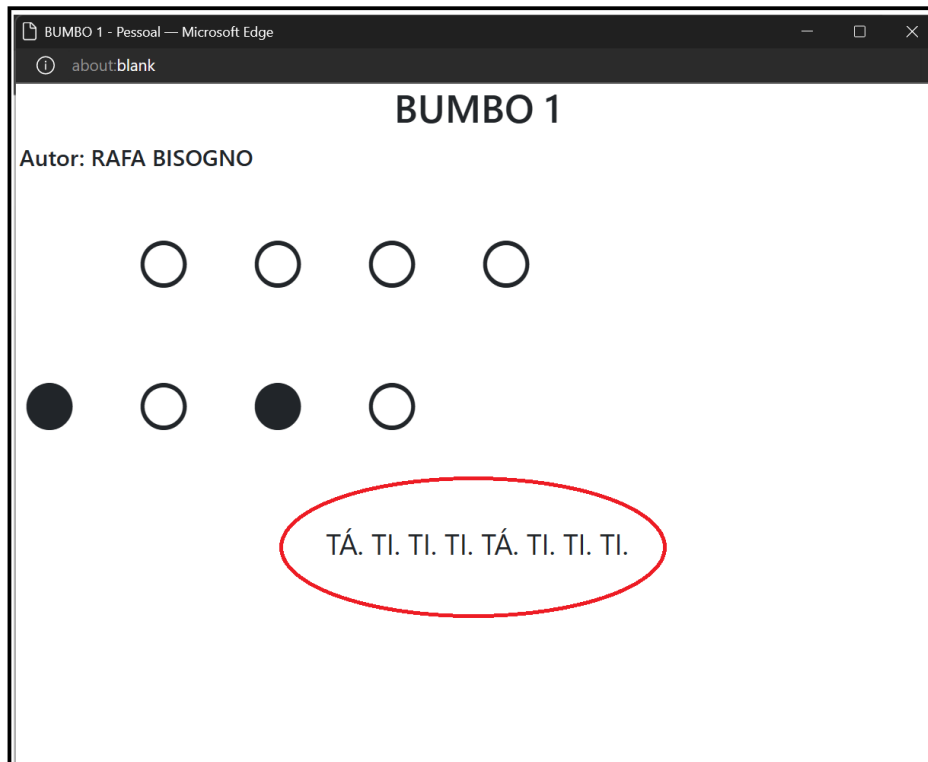 BUMBO 1 - Pessoal — Microsoft Edge
about:blank
BUMBO 1
Autor: RAFA BISOGNO
TÁ. TI. TI. TI. TÁ. TI. TI. TI.